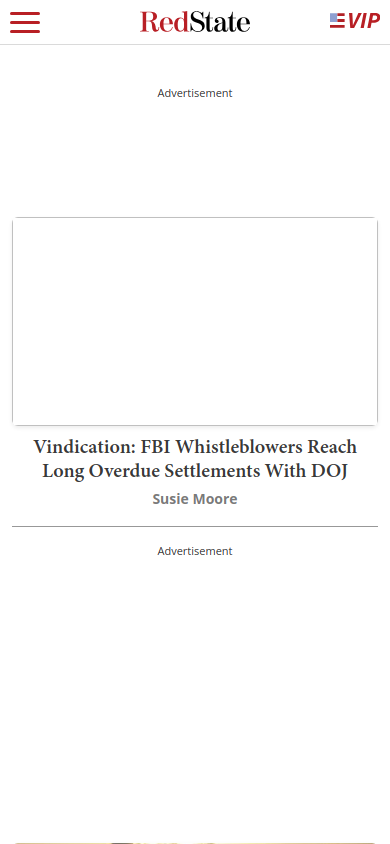 RedState
VIP
Advertisement
Vindication: FBI Whistleblowers Reach
Long Overdue Settlements With DOJ
Susie Moore
Advertisement